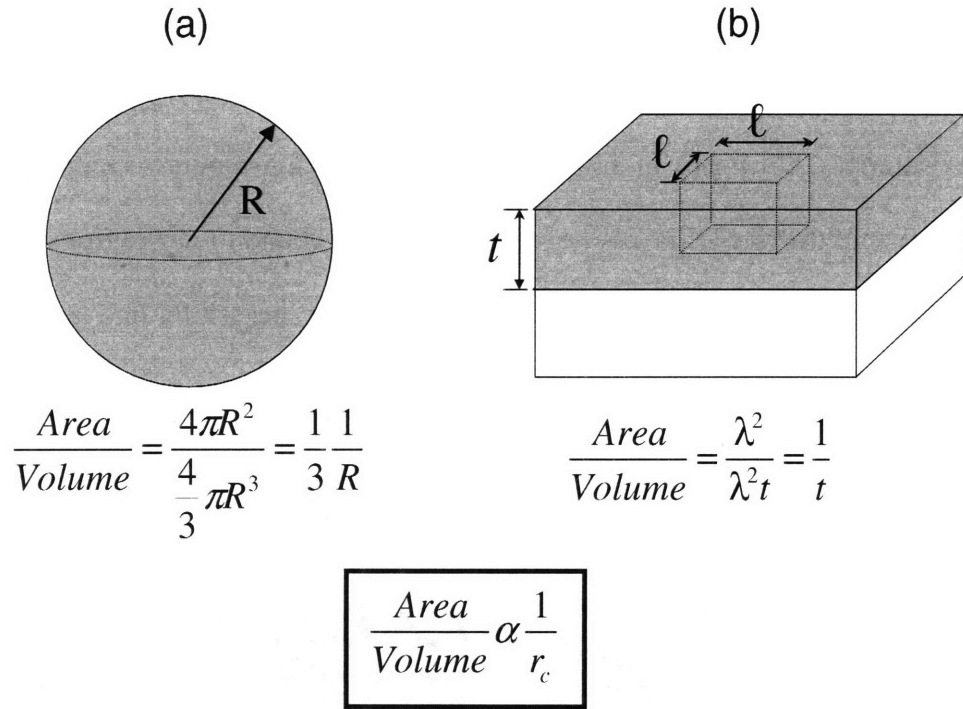 (a) (b)
ℓ
ℓ
R
t
Area/Volume = 4πR²/(4/3 πR³) = 1/3 1/R
Area/Volume = λ²/λ²t = 1/t
Area/Volume α 1/r_c